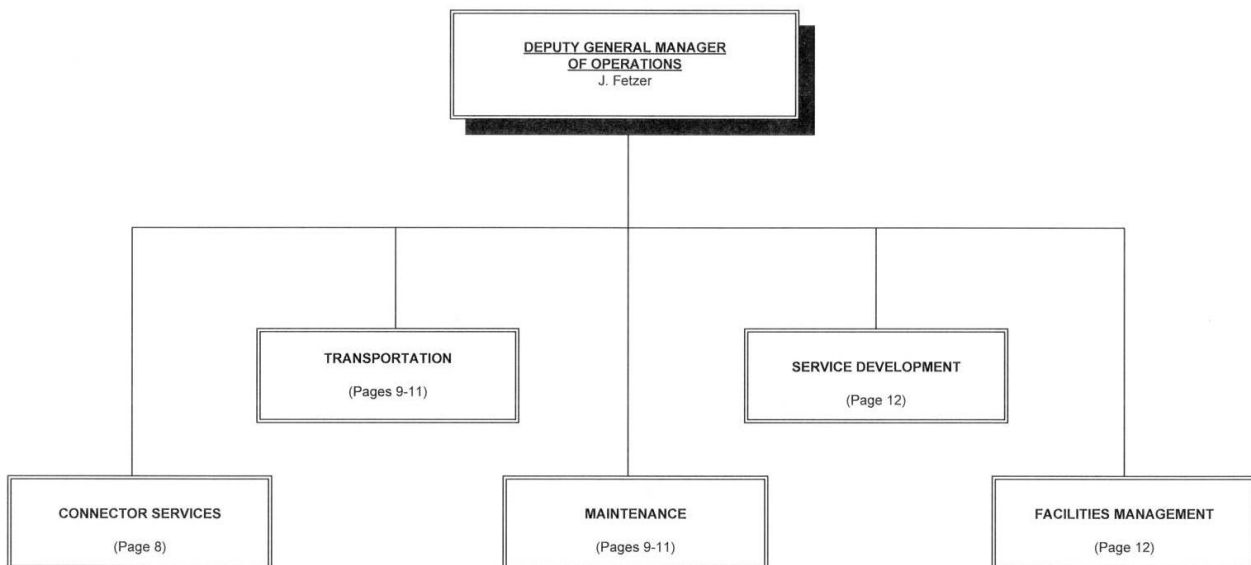 DEPUTY GENERAL MANAGER
OF OPERATIONS
J. Fetzer
TRANSPORTATION
(Pages 9-11)
SERVICE DEVELOPMENT
(Page 12)
CONNECTOR SERVICES
(Page 8)
MAINTENANCE
(Pages 9-11)
FACILITIES MANAGEMENT
(Page 12)